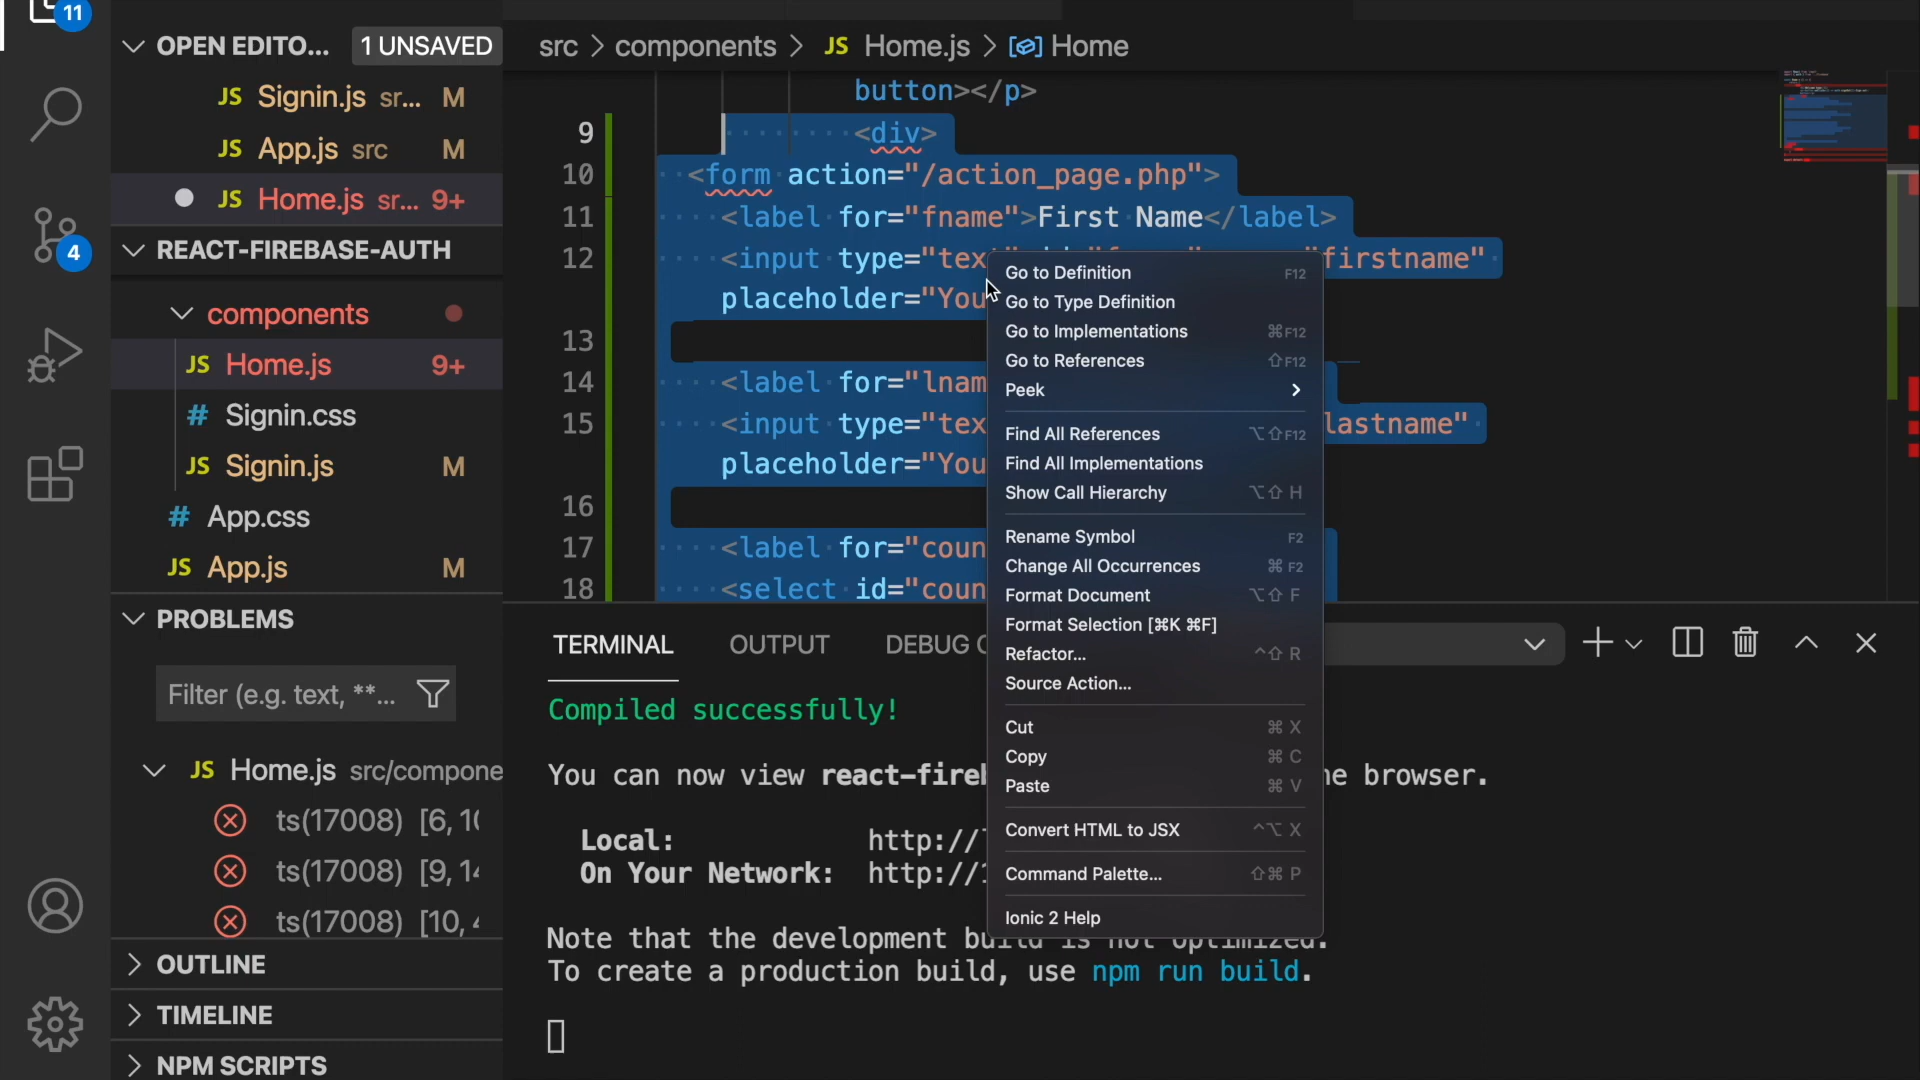 11
OPEN EDITO... 1 UNSAVED
JS Signin.js sr... M
JS App.js src M
JS Home.js sr... 9+
4
REACT-FIREBASE-AUTH
components
JS Home.js 9+
# Signin.css
JS Signin.js M
# App.css
JS App.js M
PROBLEMS
Filter (e.g. text, **...
JS Home.js src/compone
ts(17008) [6, 10
ts(17008) [9, 14
ts(17008) [10, 4
OUTLINE
TIMELINE
NPM SCRIPTS
src > components > JS Home.js > Home
button></p>
9 <div>
10 <form action="/action_page.php">
11 <label for="fname">First Name</label>
12 <input type="tex firstname"
placeholder="You
13
14 <label for="lnam
15 <input type="tex lastname"
placeholder="You
16
17 <label for="coun
18 <select id="coun
Go to Definition F12
Go to Type Definition
Go to Implementations ⌘F12
Go to References ⇧F12
Peek
Find All References ⌥⇧F12
Find All Implementations
Show Call Hierarchy ⌥⇧ H
Rename Symbol F2
Change All Occurrences ⌘ F2
Format Document ⌥⇧ F
Format Selection [⌘K ⌘F]
Refactor... ^⇧ R
Source Action...
Cut ⌘ X
Copy ⌘ C
Paste ⌘ V
Convert HTML to JSX ^⌥ X
Command Palette... ⇧⌘ P
Ionic 2 Help
TERMINAL OUTPUT DEBUG
Compiled successfully!
You can now view react-fireb he browser.
Local: http://
On Your Network: http://
Note that the development build is not optimized.
To create a production build, use npm run build.